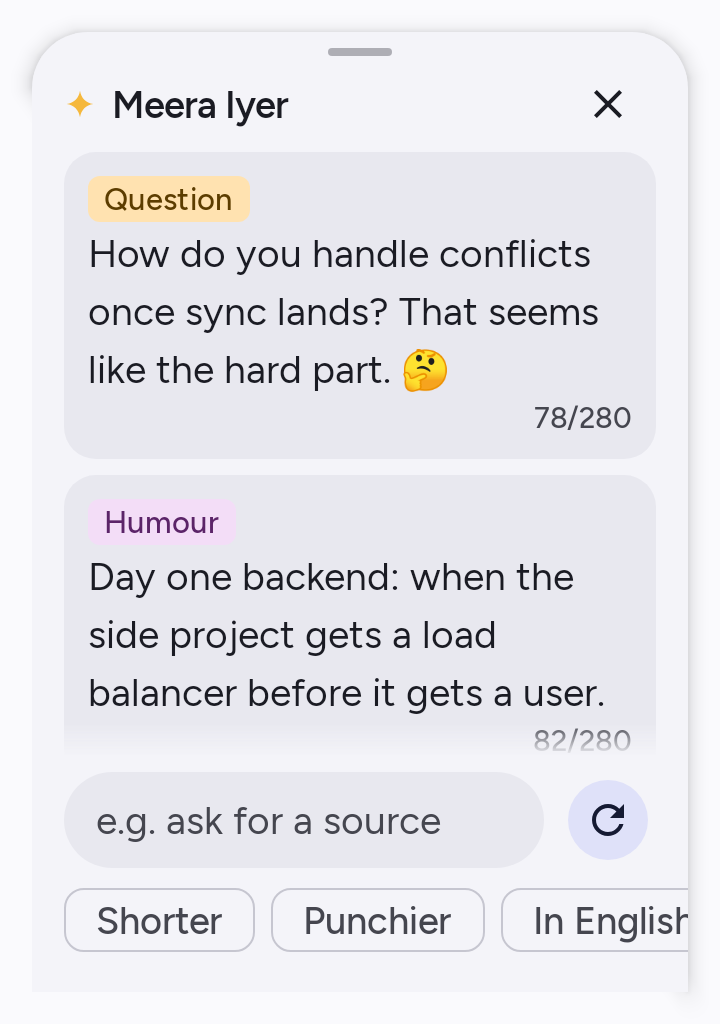 Meera Iyer
Question
How do you handle conflicts
once sync lands? That seems
like the hard part. 🤔
78/280
Humour
Day one backend: when the
side project gets a load
balancer before it gets a user.
82/280
e.g. ask for a source
Shorter
Punchier
In English